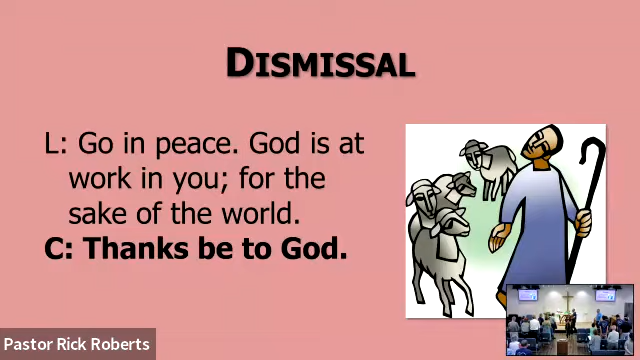 DISMISSAL
L: Go in peace. God is at
work in you; for the
sake of the world.
C: Thanks be to God.
Pastor Rick Roberts